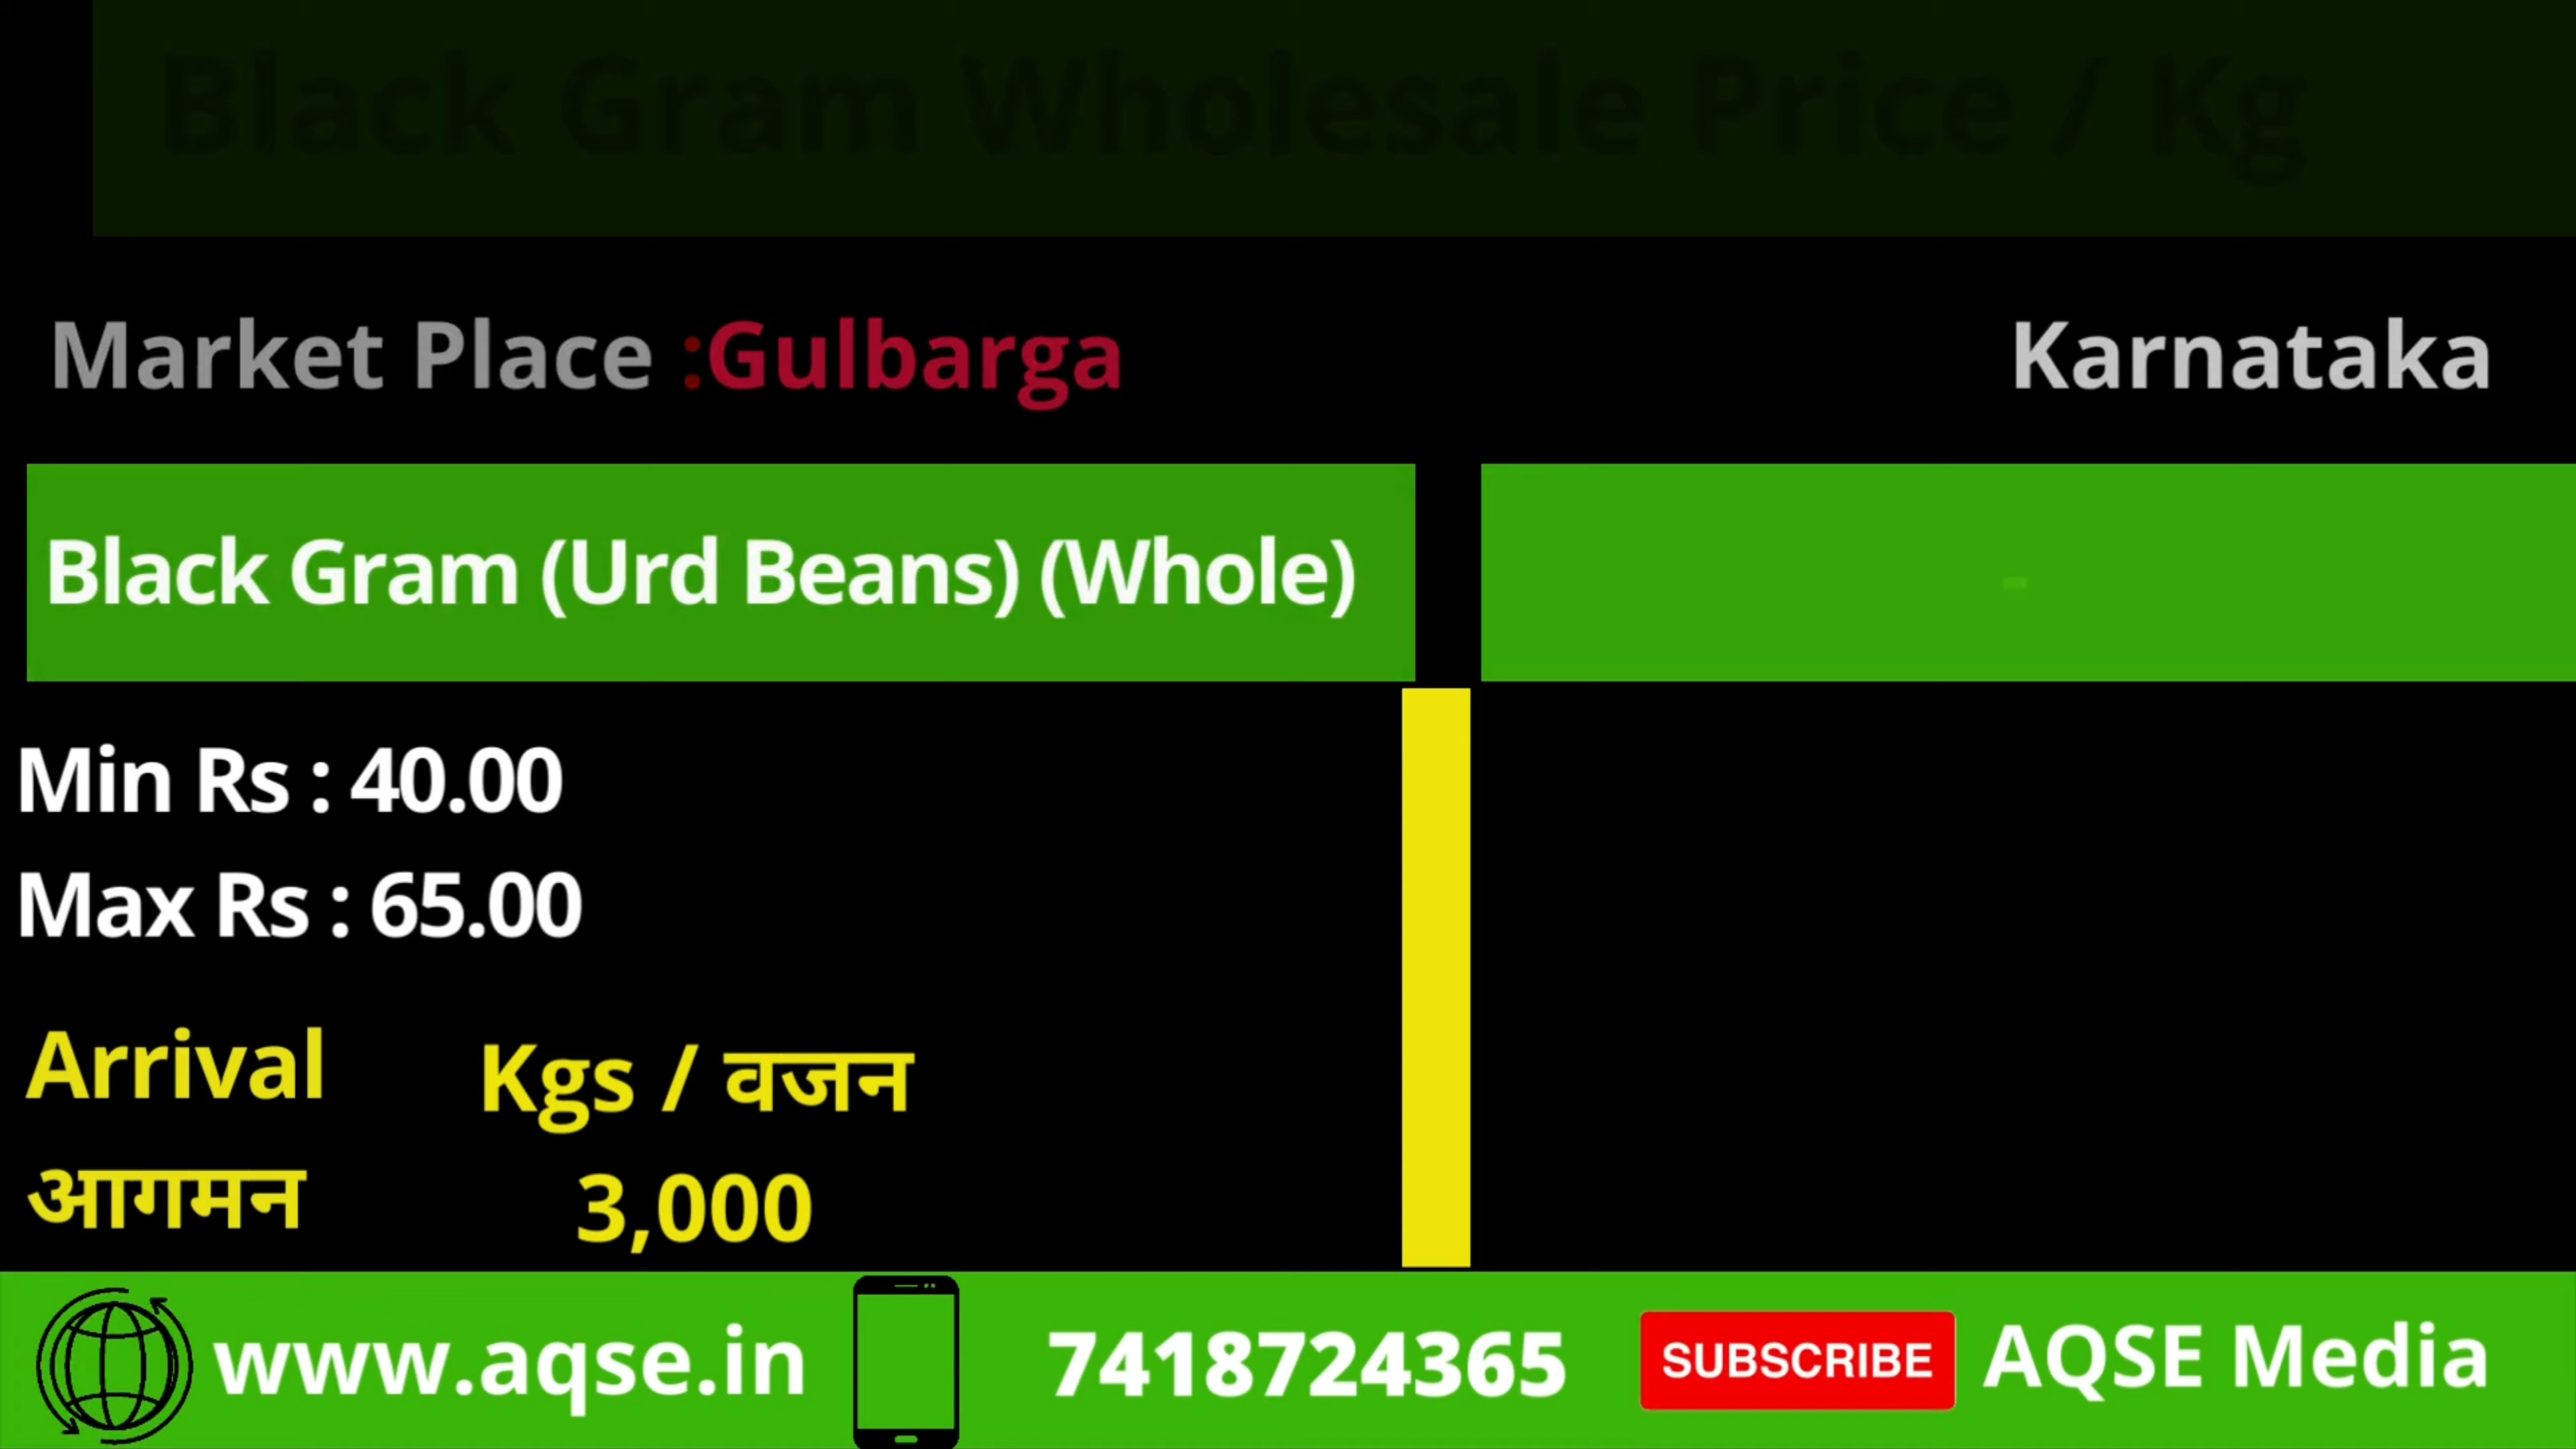 Black Gram Wholesale Price / Kg
Market Place :Gulbarga
Karnataka
Black Gram (Urd Beans) (Whole)
-
Min Rs : 40.00
Max Rs : 65.00
Arrival
Kgs / वजन
आगमन
3,000
www.aqse.in
7418724365
SUBSCRIBE
AQSE Media